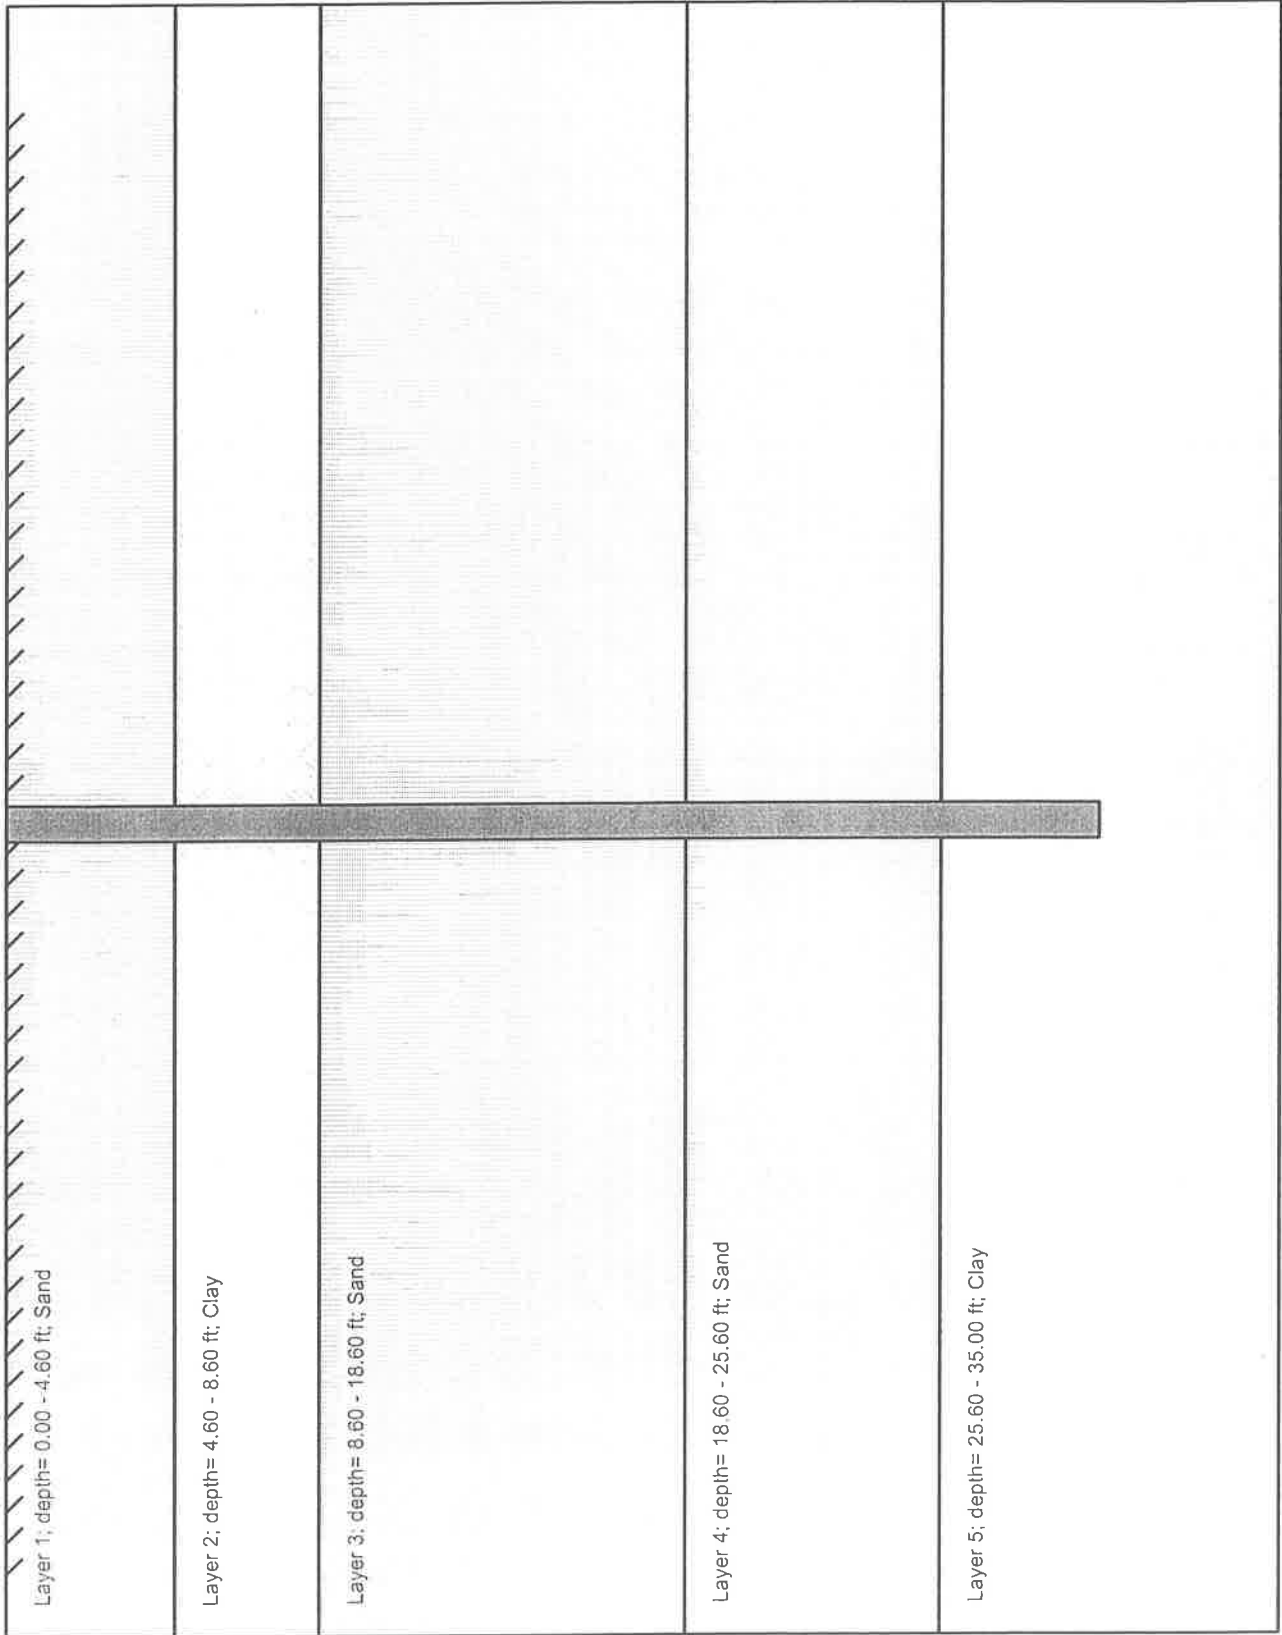 Layer 1; depth= 0.00 - 4.60 ft; Sand
Layer 2; depth= 4.60 - 8.60 ft; Clay
Layer 3; depth= 8.60 - 18.60 ft; Sand
Layer 4; depth= 18.60 - 25.60 ft; Sand
Layer 5; depth= 25.60 - 35.00 ft; Clay